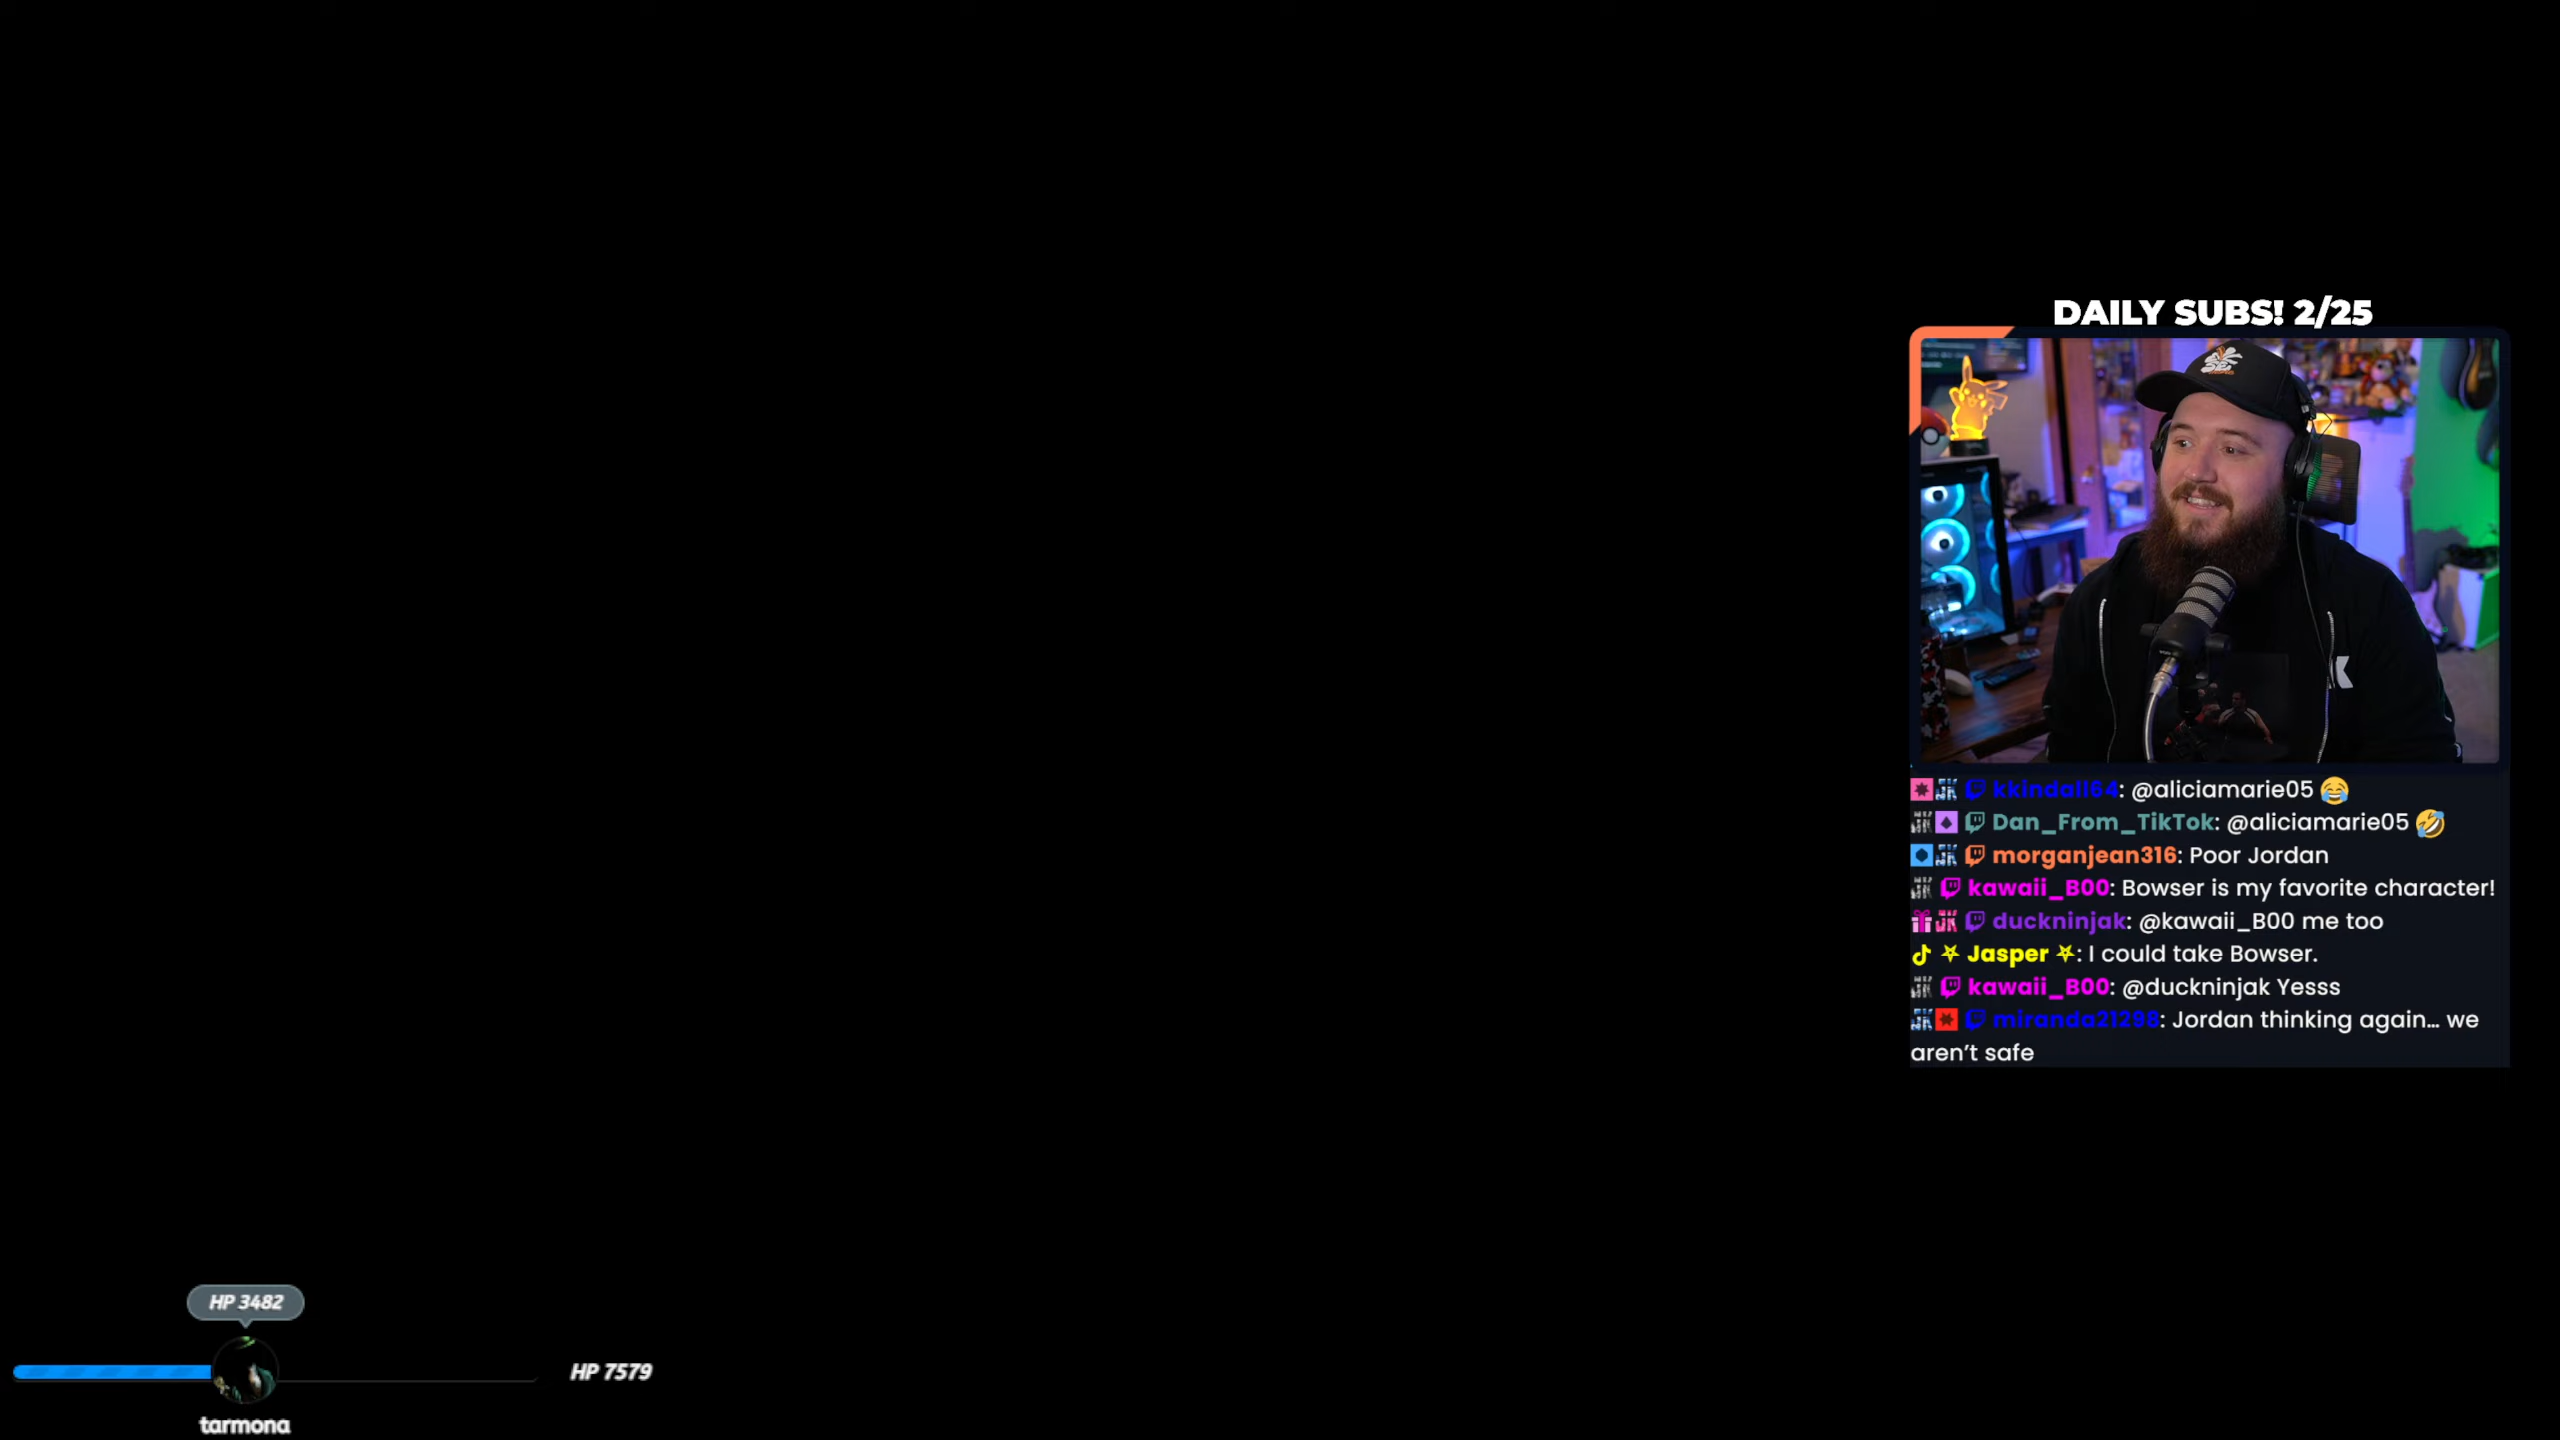 DAILY SUBS! 2/25
kkindall64: @aliciamarie05 😂
Dan_From_TikTok: @aliciamarie05 🤣
morganjean316: Poor Jordan
kawaii_B00: Bowser is my favorite character!
duckninjak: @kawaii_B00 me too
⛧ Jasper ⛧: I could take Bowser.
kawaii_B00: @duckninjak Yesss
miranda21298: Jordan thinking again... we
aren't safe
HP 3482
HP 7579
tarmona